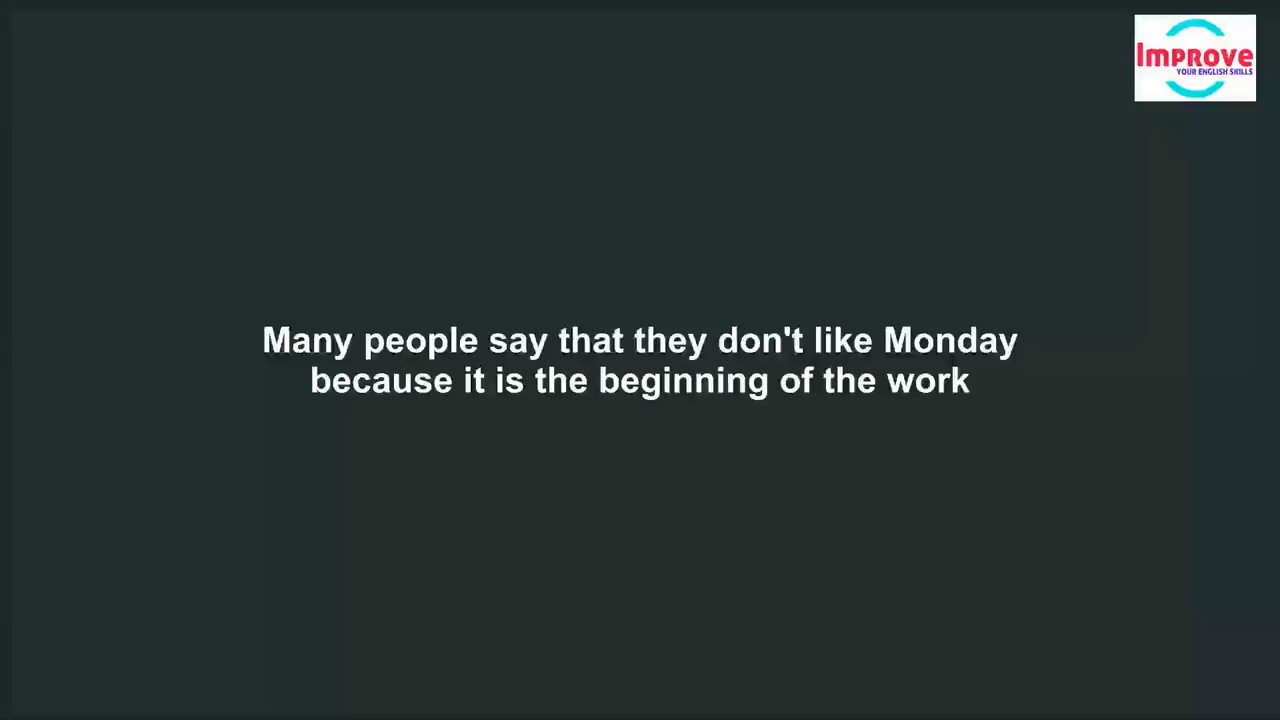 Improve
YOUR ENGLISH SKILLS
Many people say that they don't like Monday
because it is the beginning of the work